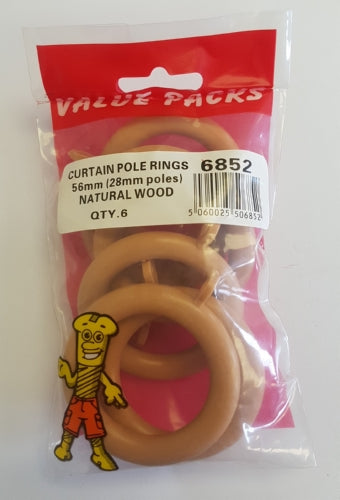 VALUE PACKS
CURTAIN POLE RINGS 6852
56mm (28mm poles)
NATURAL WOOD
QTY.6
5 060025 506852